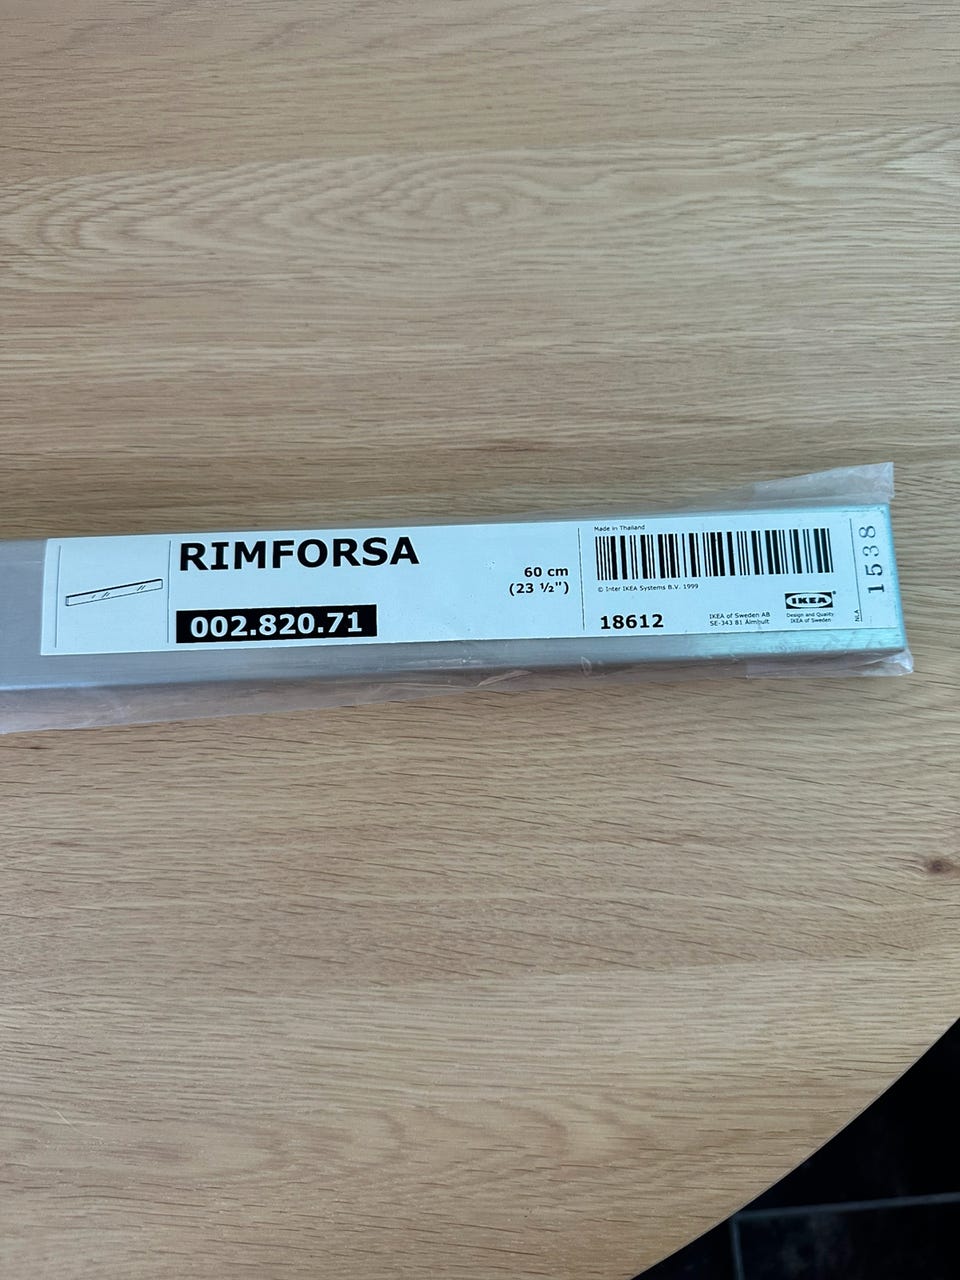 RIMFORSA
002.820.71
60 cm
(23 ½")
Made in Thailand
© Inter IKEA Systems B.V. 1999
18612
IKEA of Sweden AB
SE-343 81 Älmhult
IKEA®
Design and Quality
IKEA of Sweden
NLA
1538